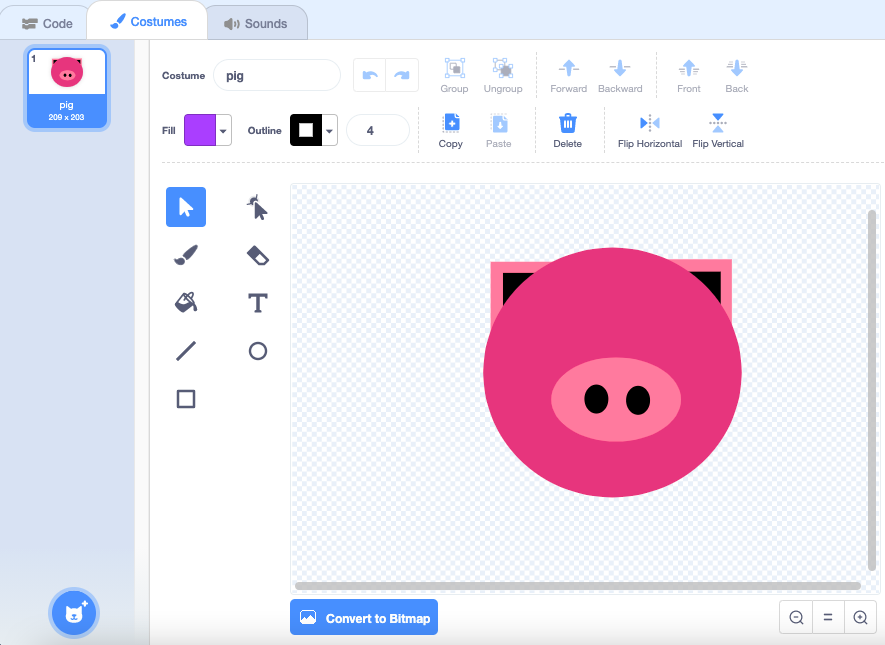 Code
Costumes
Sounds
1
pig
209 x 203
Costume
pig
Group
Ungroup
Forward
Backward
Front
Back
Fill
Outline
4
Copy
Paste
Delete
Flip Horizontal
Flip Vertical
T
Convert to Bitmap